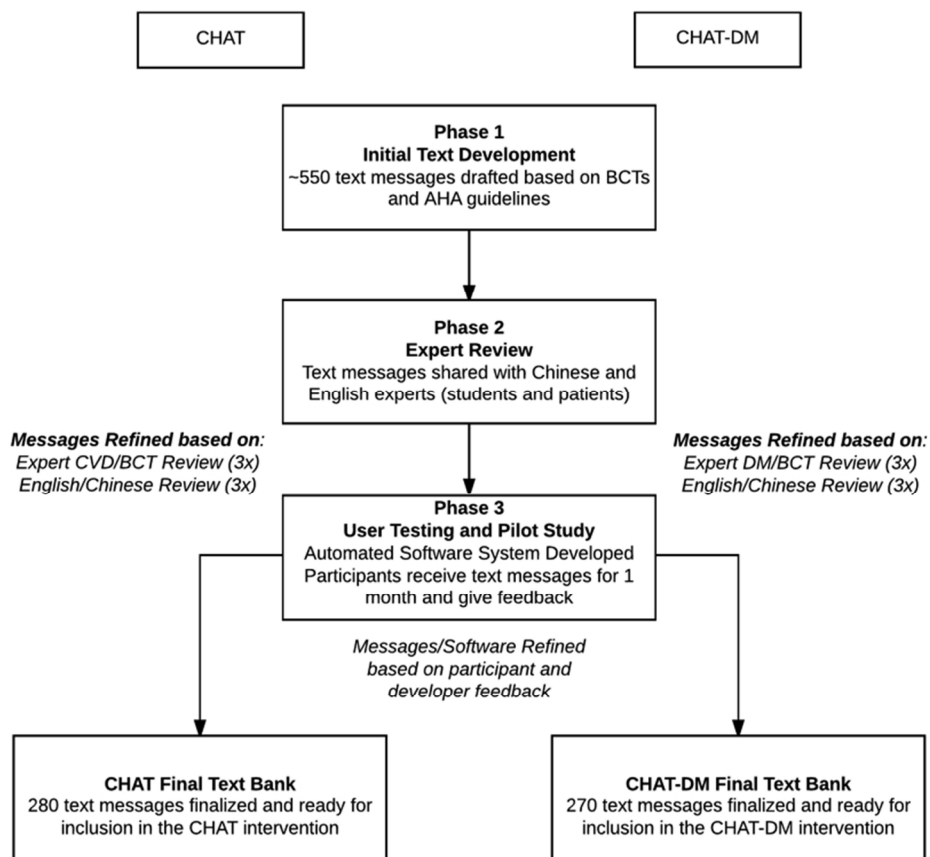 CHAT
CHAT-DM
Phase 1
Initial Text Development
~550 text messages drafted based on BCTs
and AHA guidelines
Phase 2
Expert Review
Text messages shared with Chinese and
English experts (students and patients)
Messages Refined based on:
Expert CVD/BCT Review (3x)
English/Chinese Review (3x)
Messages Refined based on:
Expert DM/BCT Review (3x)
English/Chinese Review (3x)
Phase 3
User Testing and Pilot Study
Automated Software System Developed
Participants receive text messages for 1
month and give feedback
Messages/Software Refined
based on participant and
developer feedback
CHAT Final Text Bank
280 text messages finalized and ready for
inclusion in the CHAT intervention
CHAT-DM Final Text Bank
270 text messages finalized and ready for
inclusion in the CHAT-DM intervention